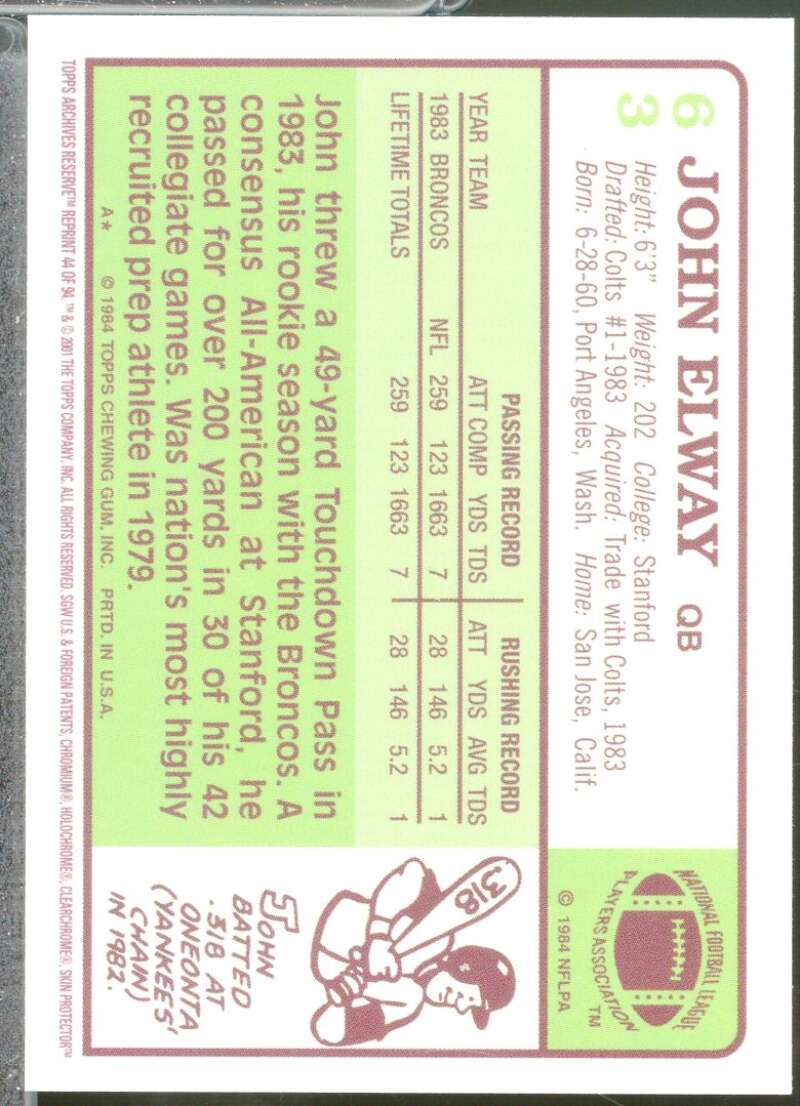 63
JOHN ELWAY QB
Height: 6'3" Weight: 202 College: Stanford
Drafted: Colts #1-1983 Acquired: Trade with Colts, 1983
Born: 6-28-60, Port Angeles, Wash. Home: San Jose, Calif.
NATIONAL FOOTBALL LEAGUE
PLAYERS ASSOCIATION
TM
© 1984 NFLPA
PASSING RECORD RUSHING RECORD
YEAR TEAM ATT COMP YDS TDS ATT YDS AVG TDS
1983 BRONCOS NFL 259 123 1663 7 28 146 5.2 1
LIFETIME TOTALS 259 123 1663 7 28 146 5.2 1
John threw a 49-yard Touchdown Pass in
1983, his rookie season with the Broncos. A
consensus All-American at Stanford, he
passed for over 200 yards in 30 of his 42
collegiate games. Was nation's most highly
recruited prep athlete in 1979.
318
JOHN
BATTED
.318 AT
ONEONTA
(YANKEES'
CHAIN)
IN 1982.
A* © 1984 TOPPS CHEWING GUM, INC. PRTD. IN U.S.A.
TOPPS ARCHIVES RESERVE™ REPRINT 44 OF 94. ™ & © 2001 THE TOPPS COMPANY, INC. ALL RIGHTS RESERVED. SGW U.S. & FOREIGN PATENTS, CHROMIUM®, HOLOCHROME®, CLEARCHROME®, SKIN PROTECTOR™